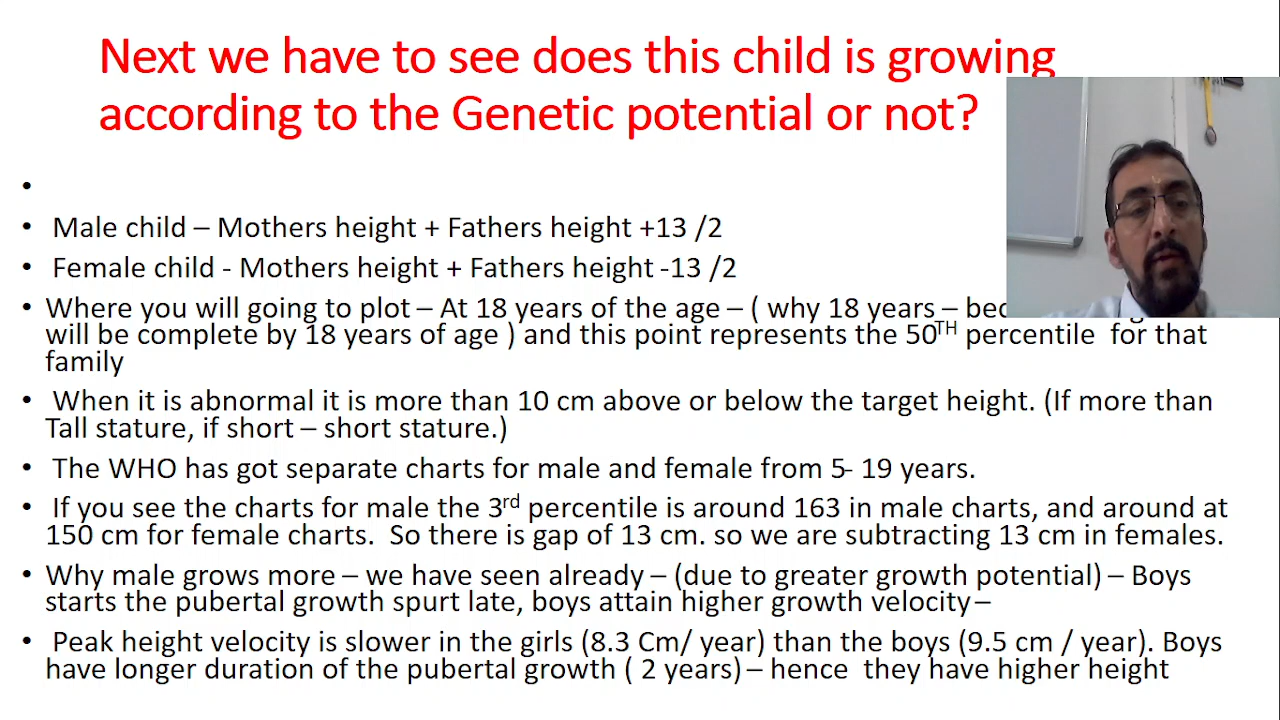 Next we have to see does this child is growing
according to the Genetic potential or not?
•
• Male child – Mothers height + Fathers height +13 /2
• Female child - Mothers height + Fathers height -13 /2
• Where you will going to plot – At 18 years of the age – ( why 18 years –
will be complete by 18 years of age ) and this point represents the 50TH percentile for that
family
• When it is abnormal it is more than 10 cm above or below the target height. (If more than
Tall stature, if short – short stature.)
• The WHO has got separate charts for male and female from 5- 19 years.
• If you see the charts for male the 3rd percentile is around 163 in male charts, and around at
150 cm for female charts. So there is gap of 13 cm. so we are subtracting 13 cm in females.
• Why male grows more – we have seen already – (due to greater growth potential) – Boys
starts the pubertal growth spurt late, boys attain higher growth velocity –
• Peak height velocity is slower in the girls (8.3 Cm/ year) than the boys (9.5 cm / year). Boys
have longer duration of the pubertal growth ( 2 years) – hence they have higher height